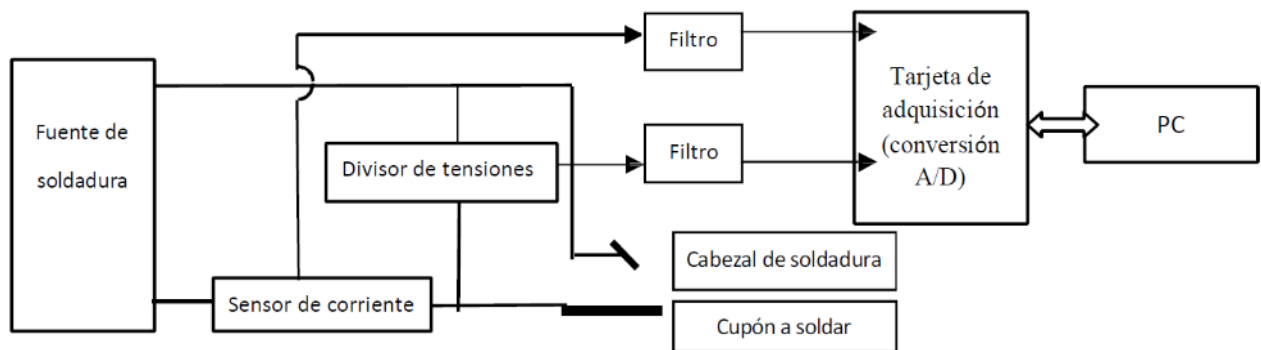 Fuente de
soldadura
Filtro
Divisor de tensiones
Filtro
Sensor de corriente
Cabezal de soldadura
Cupón a soldar
Tarjeta de
adquisición
(conversión
A/D)
PC